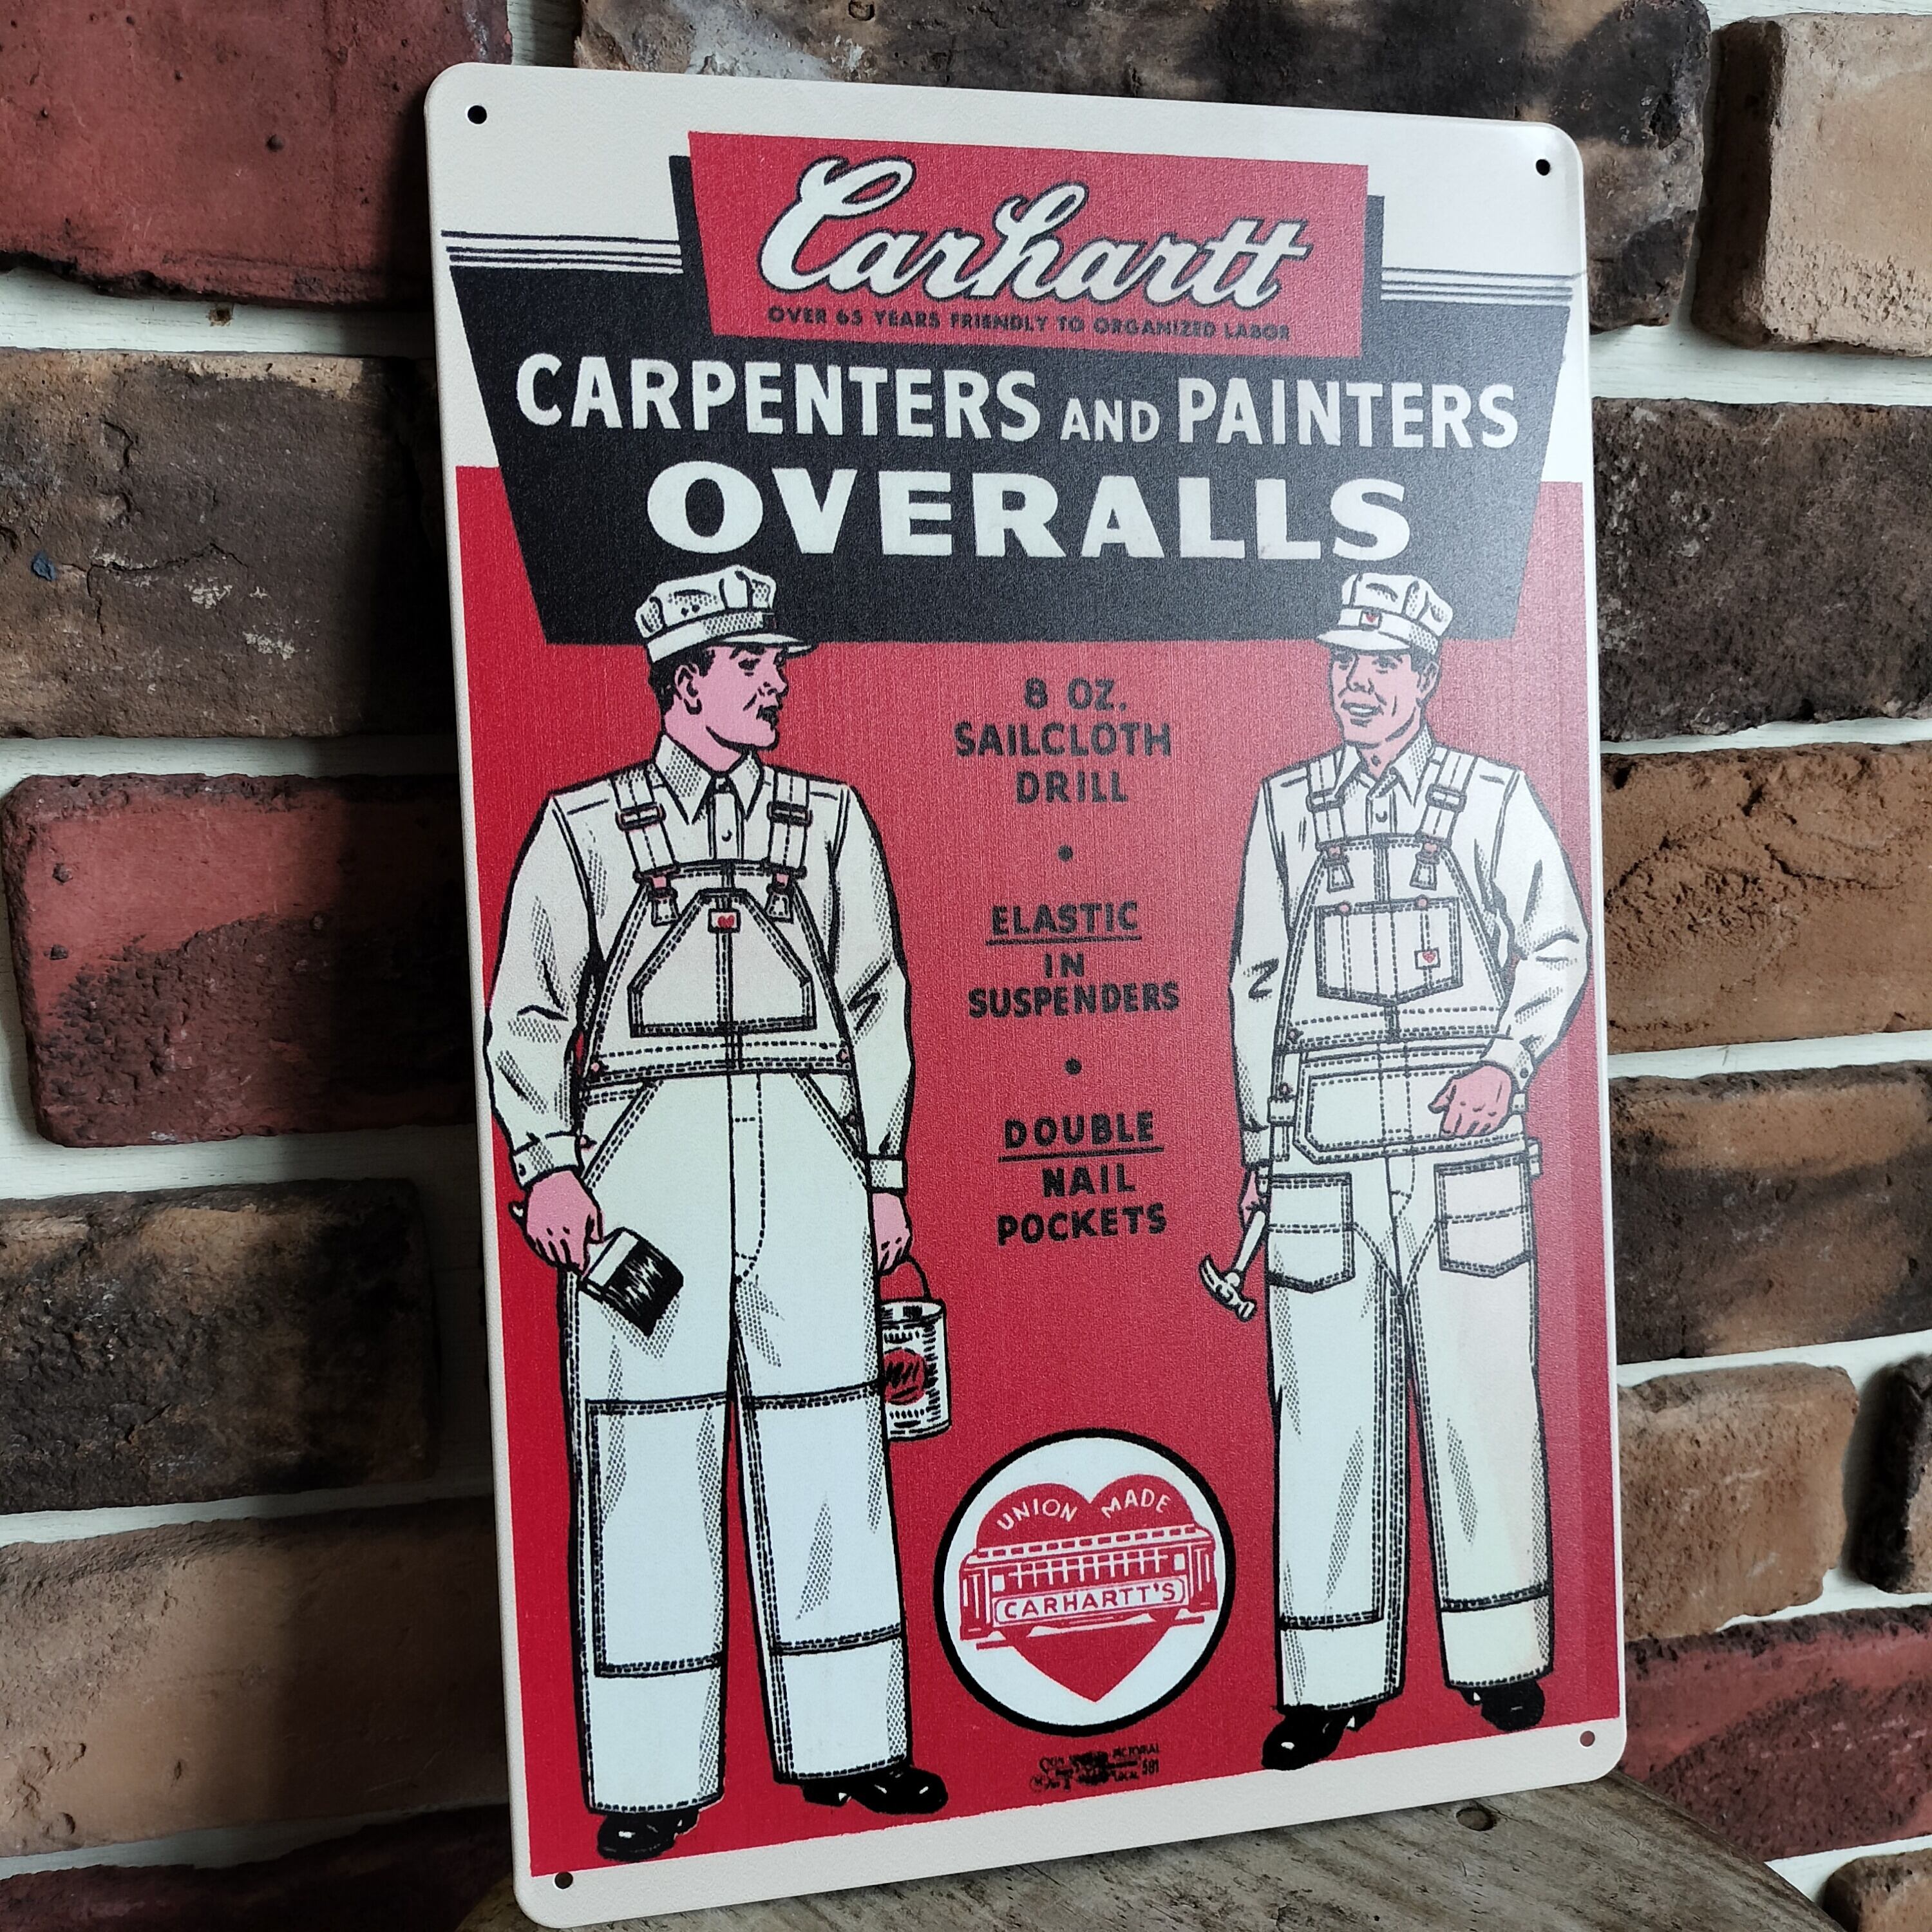 Carhartt
OVER 65 YEARS FRIENDLY TO ORGANIZED LABOR
CARPENTERS AND PAINTERS
OVERALLS
8 OZ.
SAILCLOTH
DRILL
•
ELASTIC
IN
SUSPENDERS
•
DOUBLE
NAIL
POCKETS
UNION MADE
CARHARTT'S